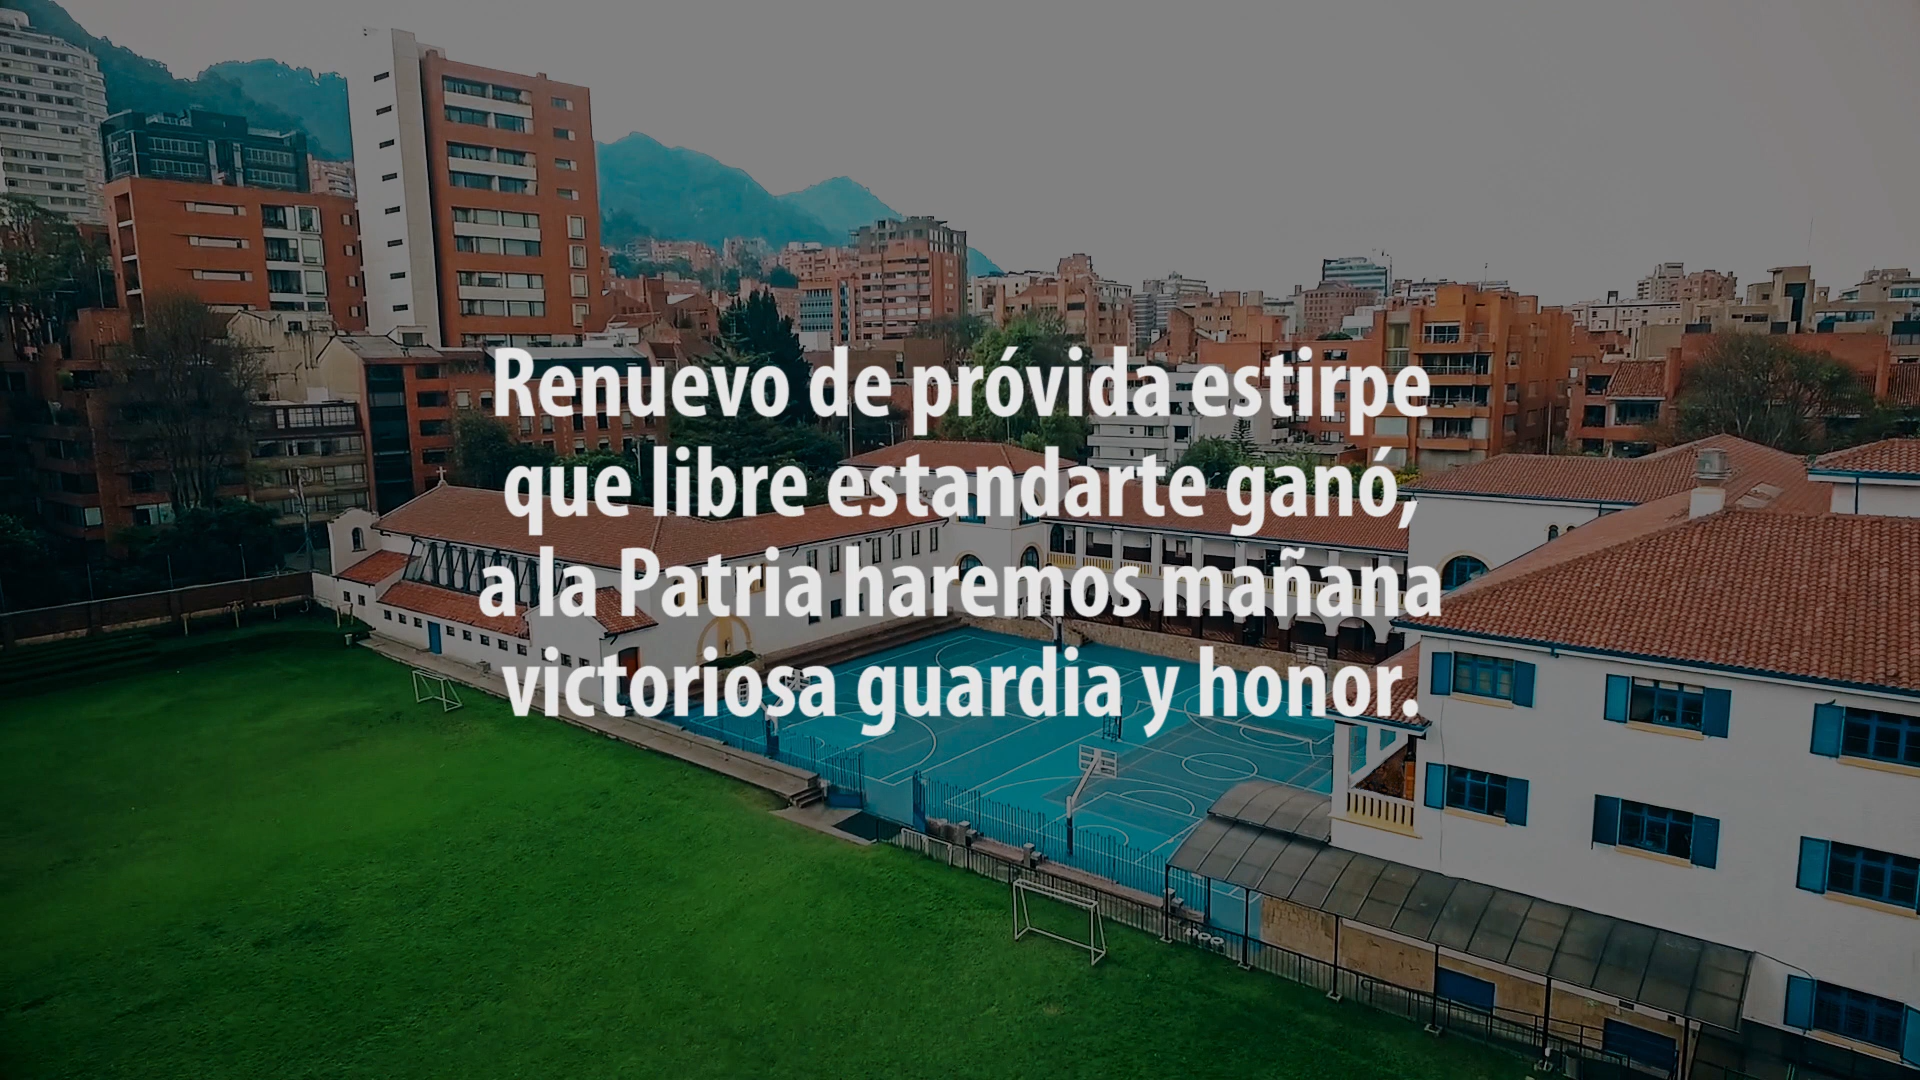 Renuevo de próvida estirpe
que libre estandarte ganó,
a la Patria haremos mañana
victoriosa guardia y honor.